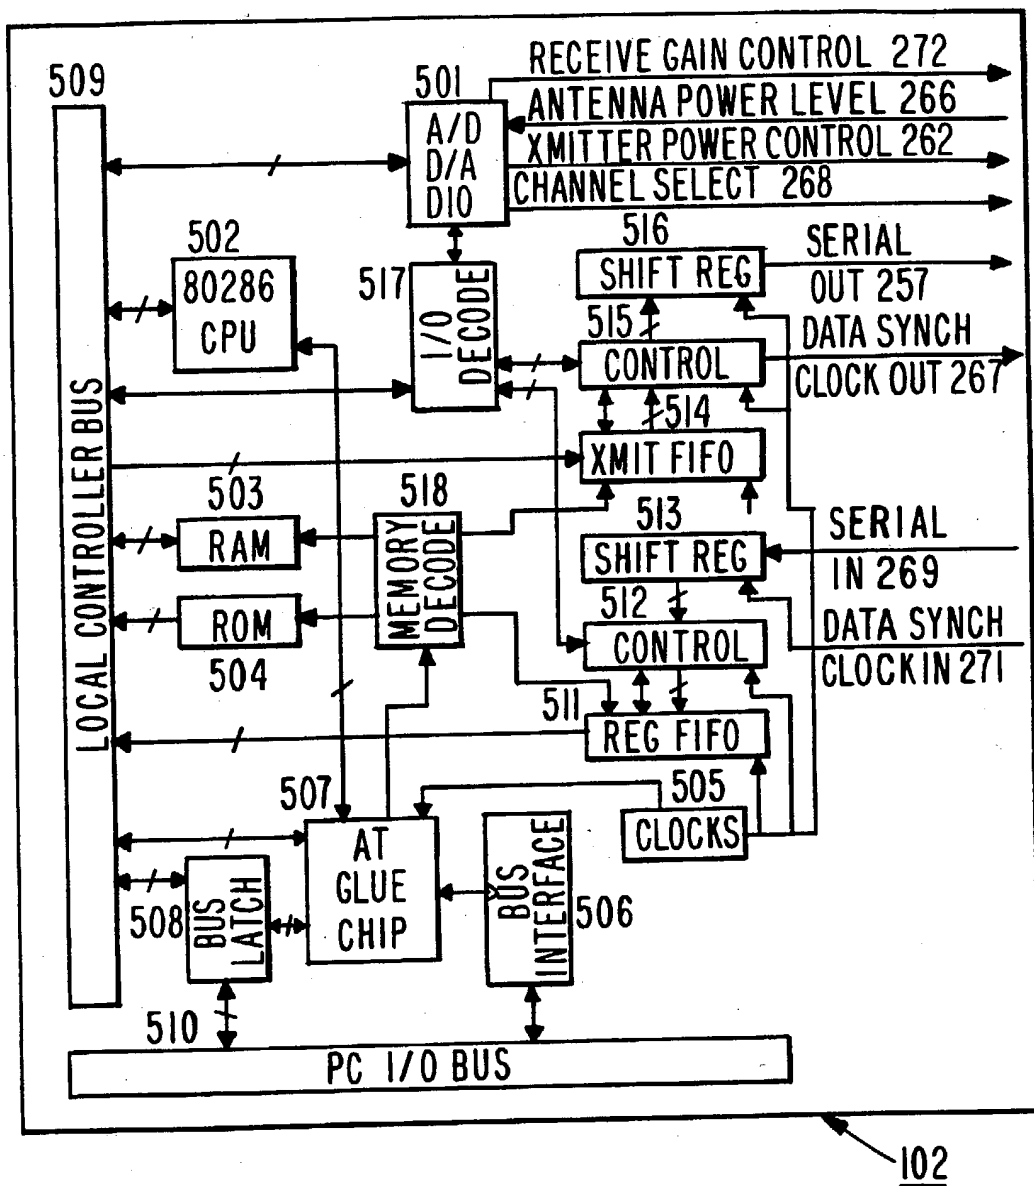 509
501
A/D
D/A
DIO
RECEIVE GAIN CONTROL 272
ANTENNA POWER LEVEL 266
XMITTER POWER CONTROL 262
CHANNEL SELECT 268
502
80286
CPU
517
I/O
DECODE
516
SHIFT REG
SERIAL
OUT 257
515
CONTROL
DATA SYNCH
CLOCK OUT 267
514
XMIT FIFO
LOCAL CONTROLLER BUS
503
RAM
518
MEMORY
DECODE
513
SHIFT REG
SERIAL
IN 269
ROM
504
512
CONTROL
DATA SYNCH
CLOCK IN 271
511
REG FIFO
505
CLOCKS
507
AT
GLUE
CHIP
BUS
INTERFACE
506
508
BUS
LATCH
510
PC I/O BUS
102